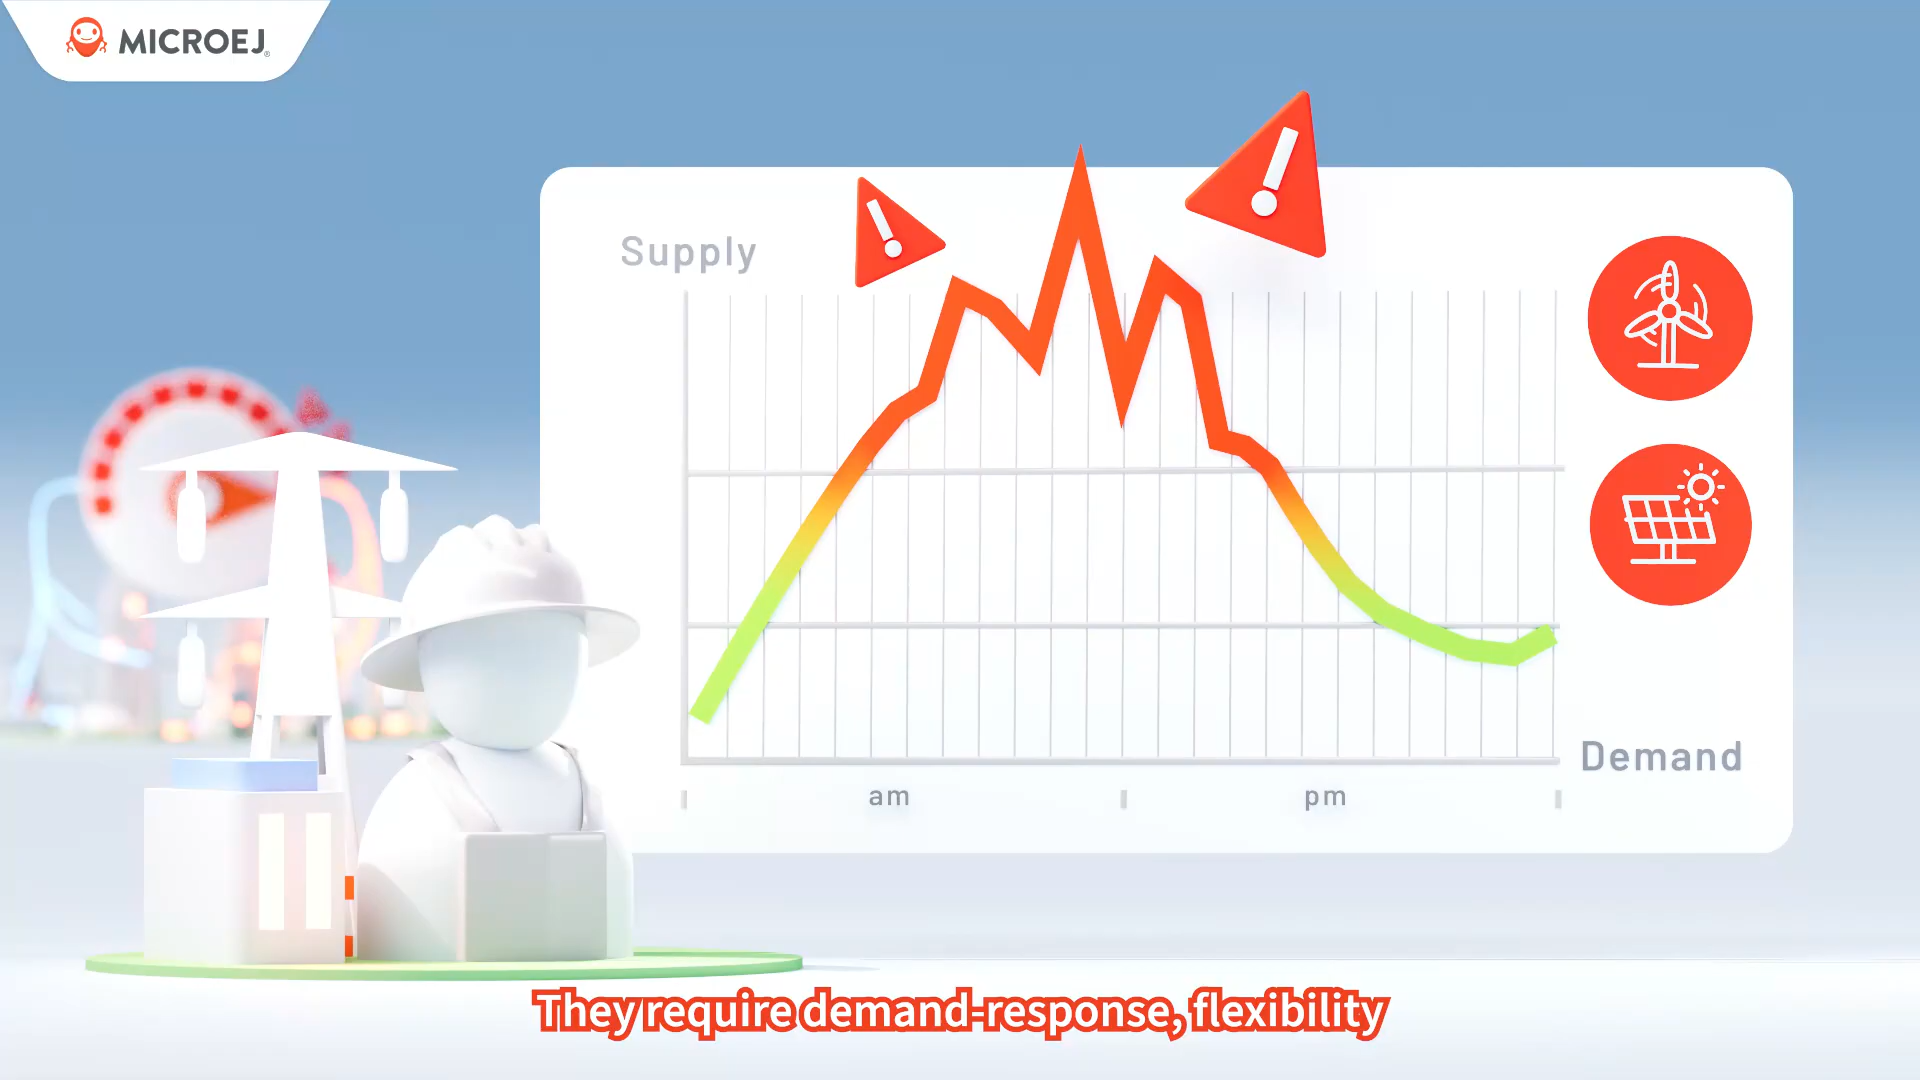 MICROEJ®
Supply
Demand
am
pm
They require demand-response, flexibility